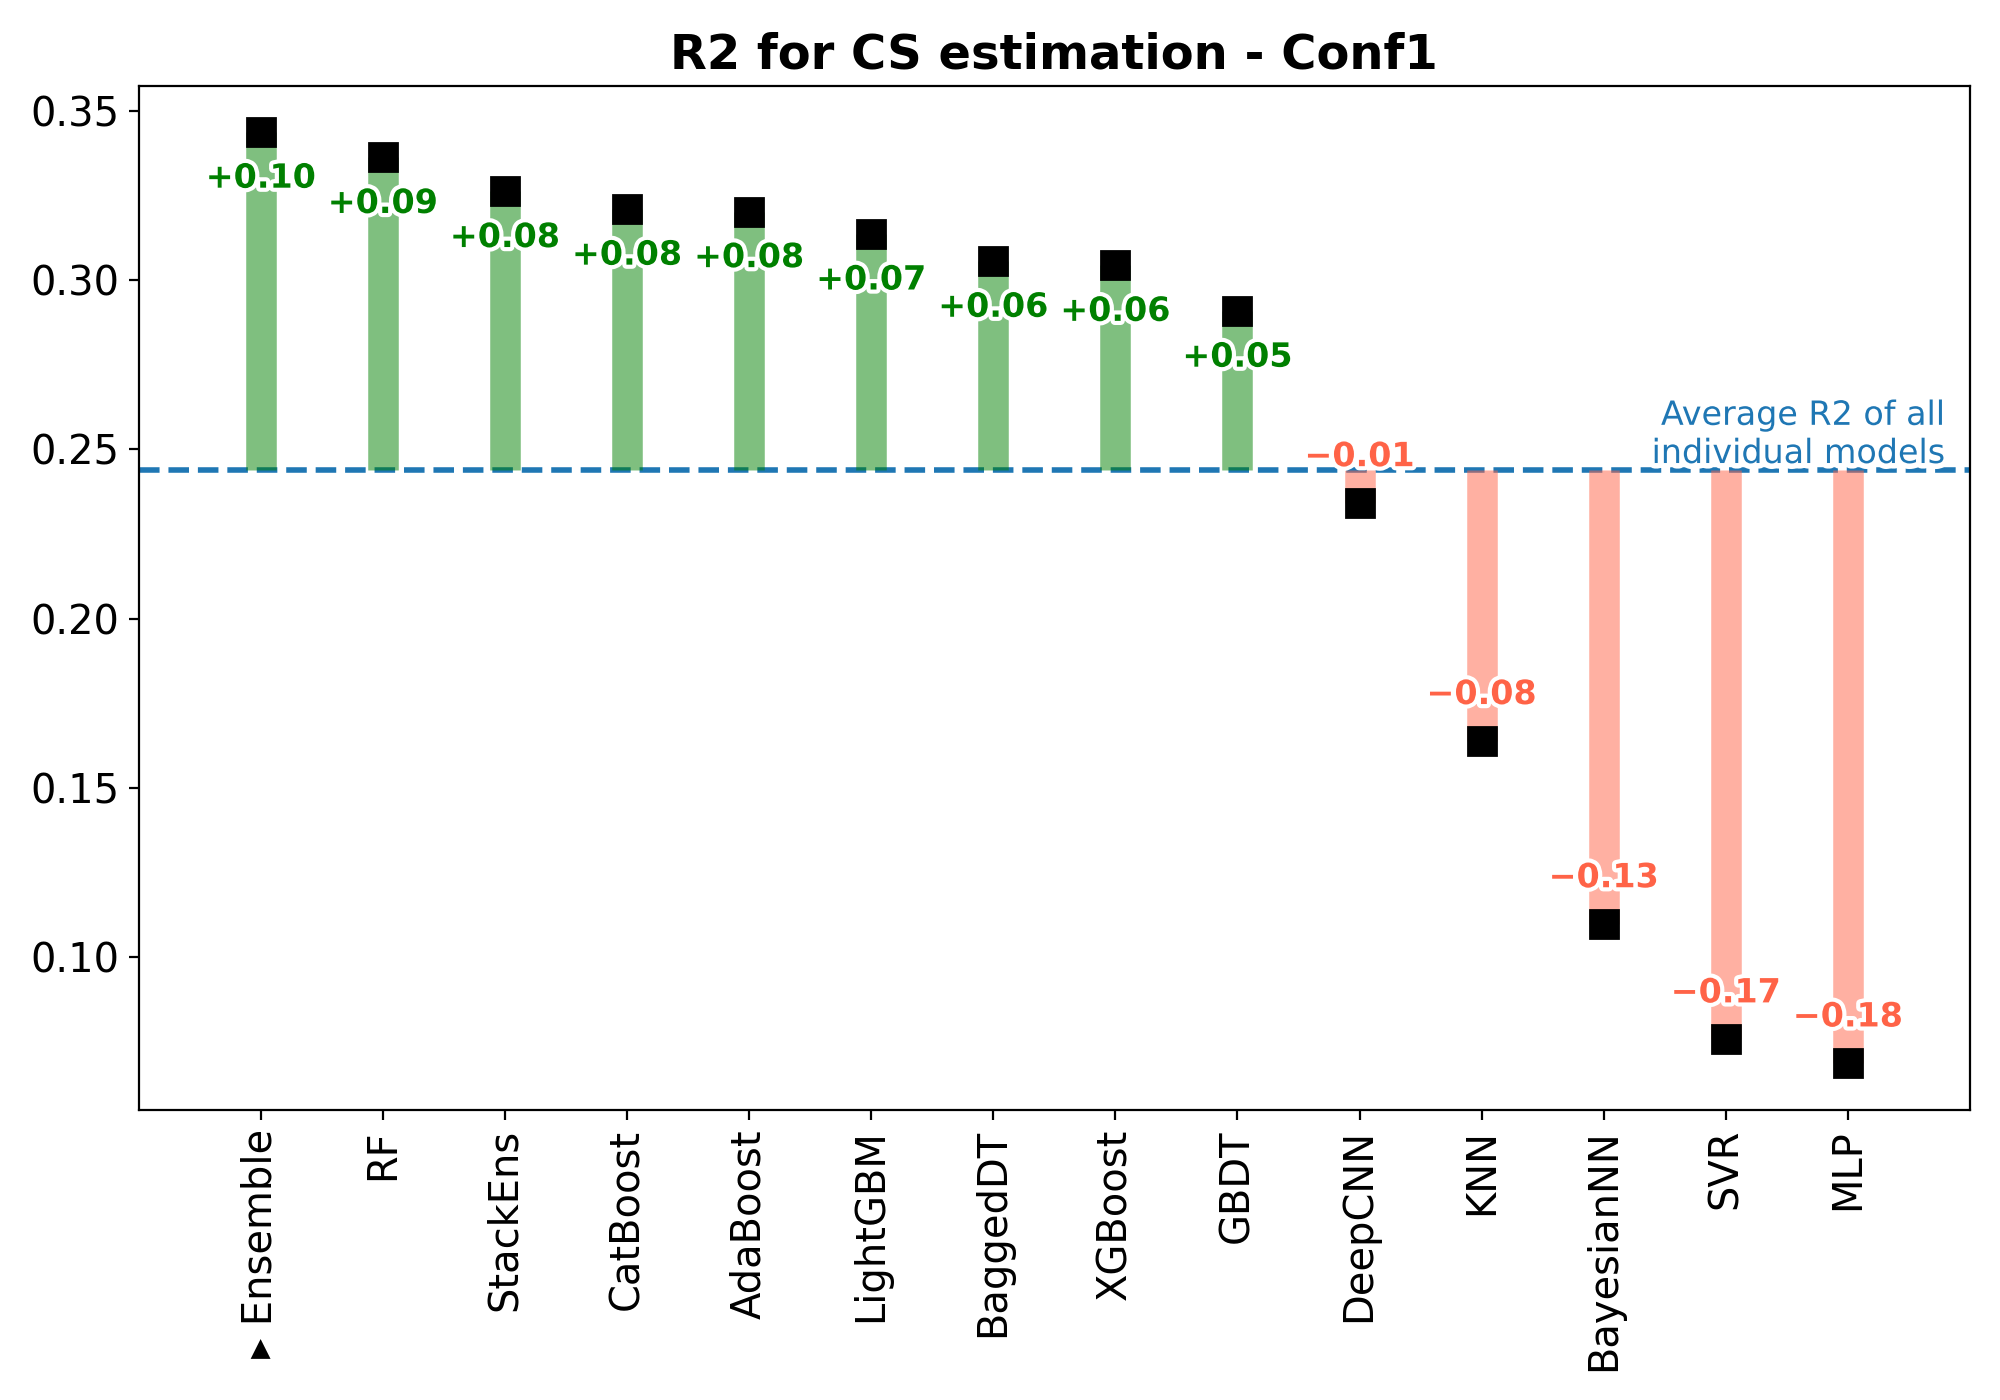 R2 for CS estimation - Conf1
0.35
0.30
0.25
0.20
0.15
0.10
+0.10
+0.09
+0.08
+0.08
+0.08
+0.07
+0.06
+0.06
+0.05
−0.01
−0.08
−0.13
−0.17
−0.18
Average R2 of all
individual models
► Ensemble
RF
StackEns
CatBoost
AdaBoost
LightGBM
BaggedDT
XGBoost
GBDT
DeepCNN
KNN
BayesianNN
SVR
MLP